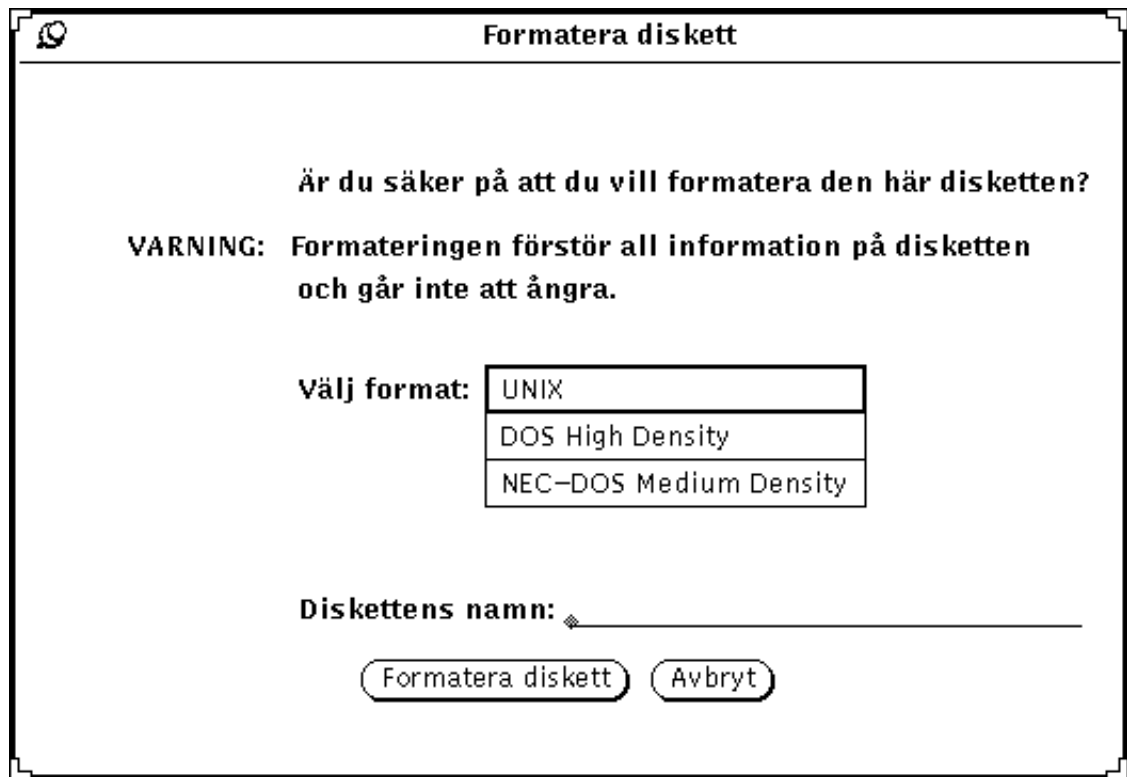 Formatera diskett
Är du säker på att du vill formatera den här disketten?
VARNING: Formateringen förstör all information på disketten
och går inte att ångra.
Välj format: UNIX
DOS High Density
NEC-DOS Medium Density
Diskettens namn:
Formatera diskett Avbryt